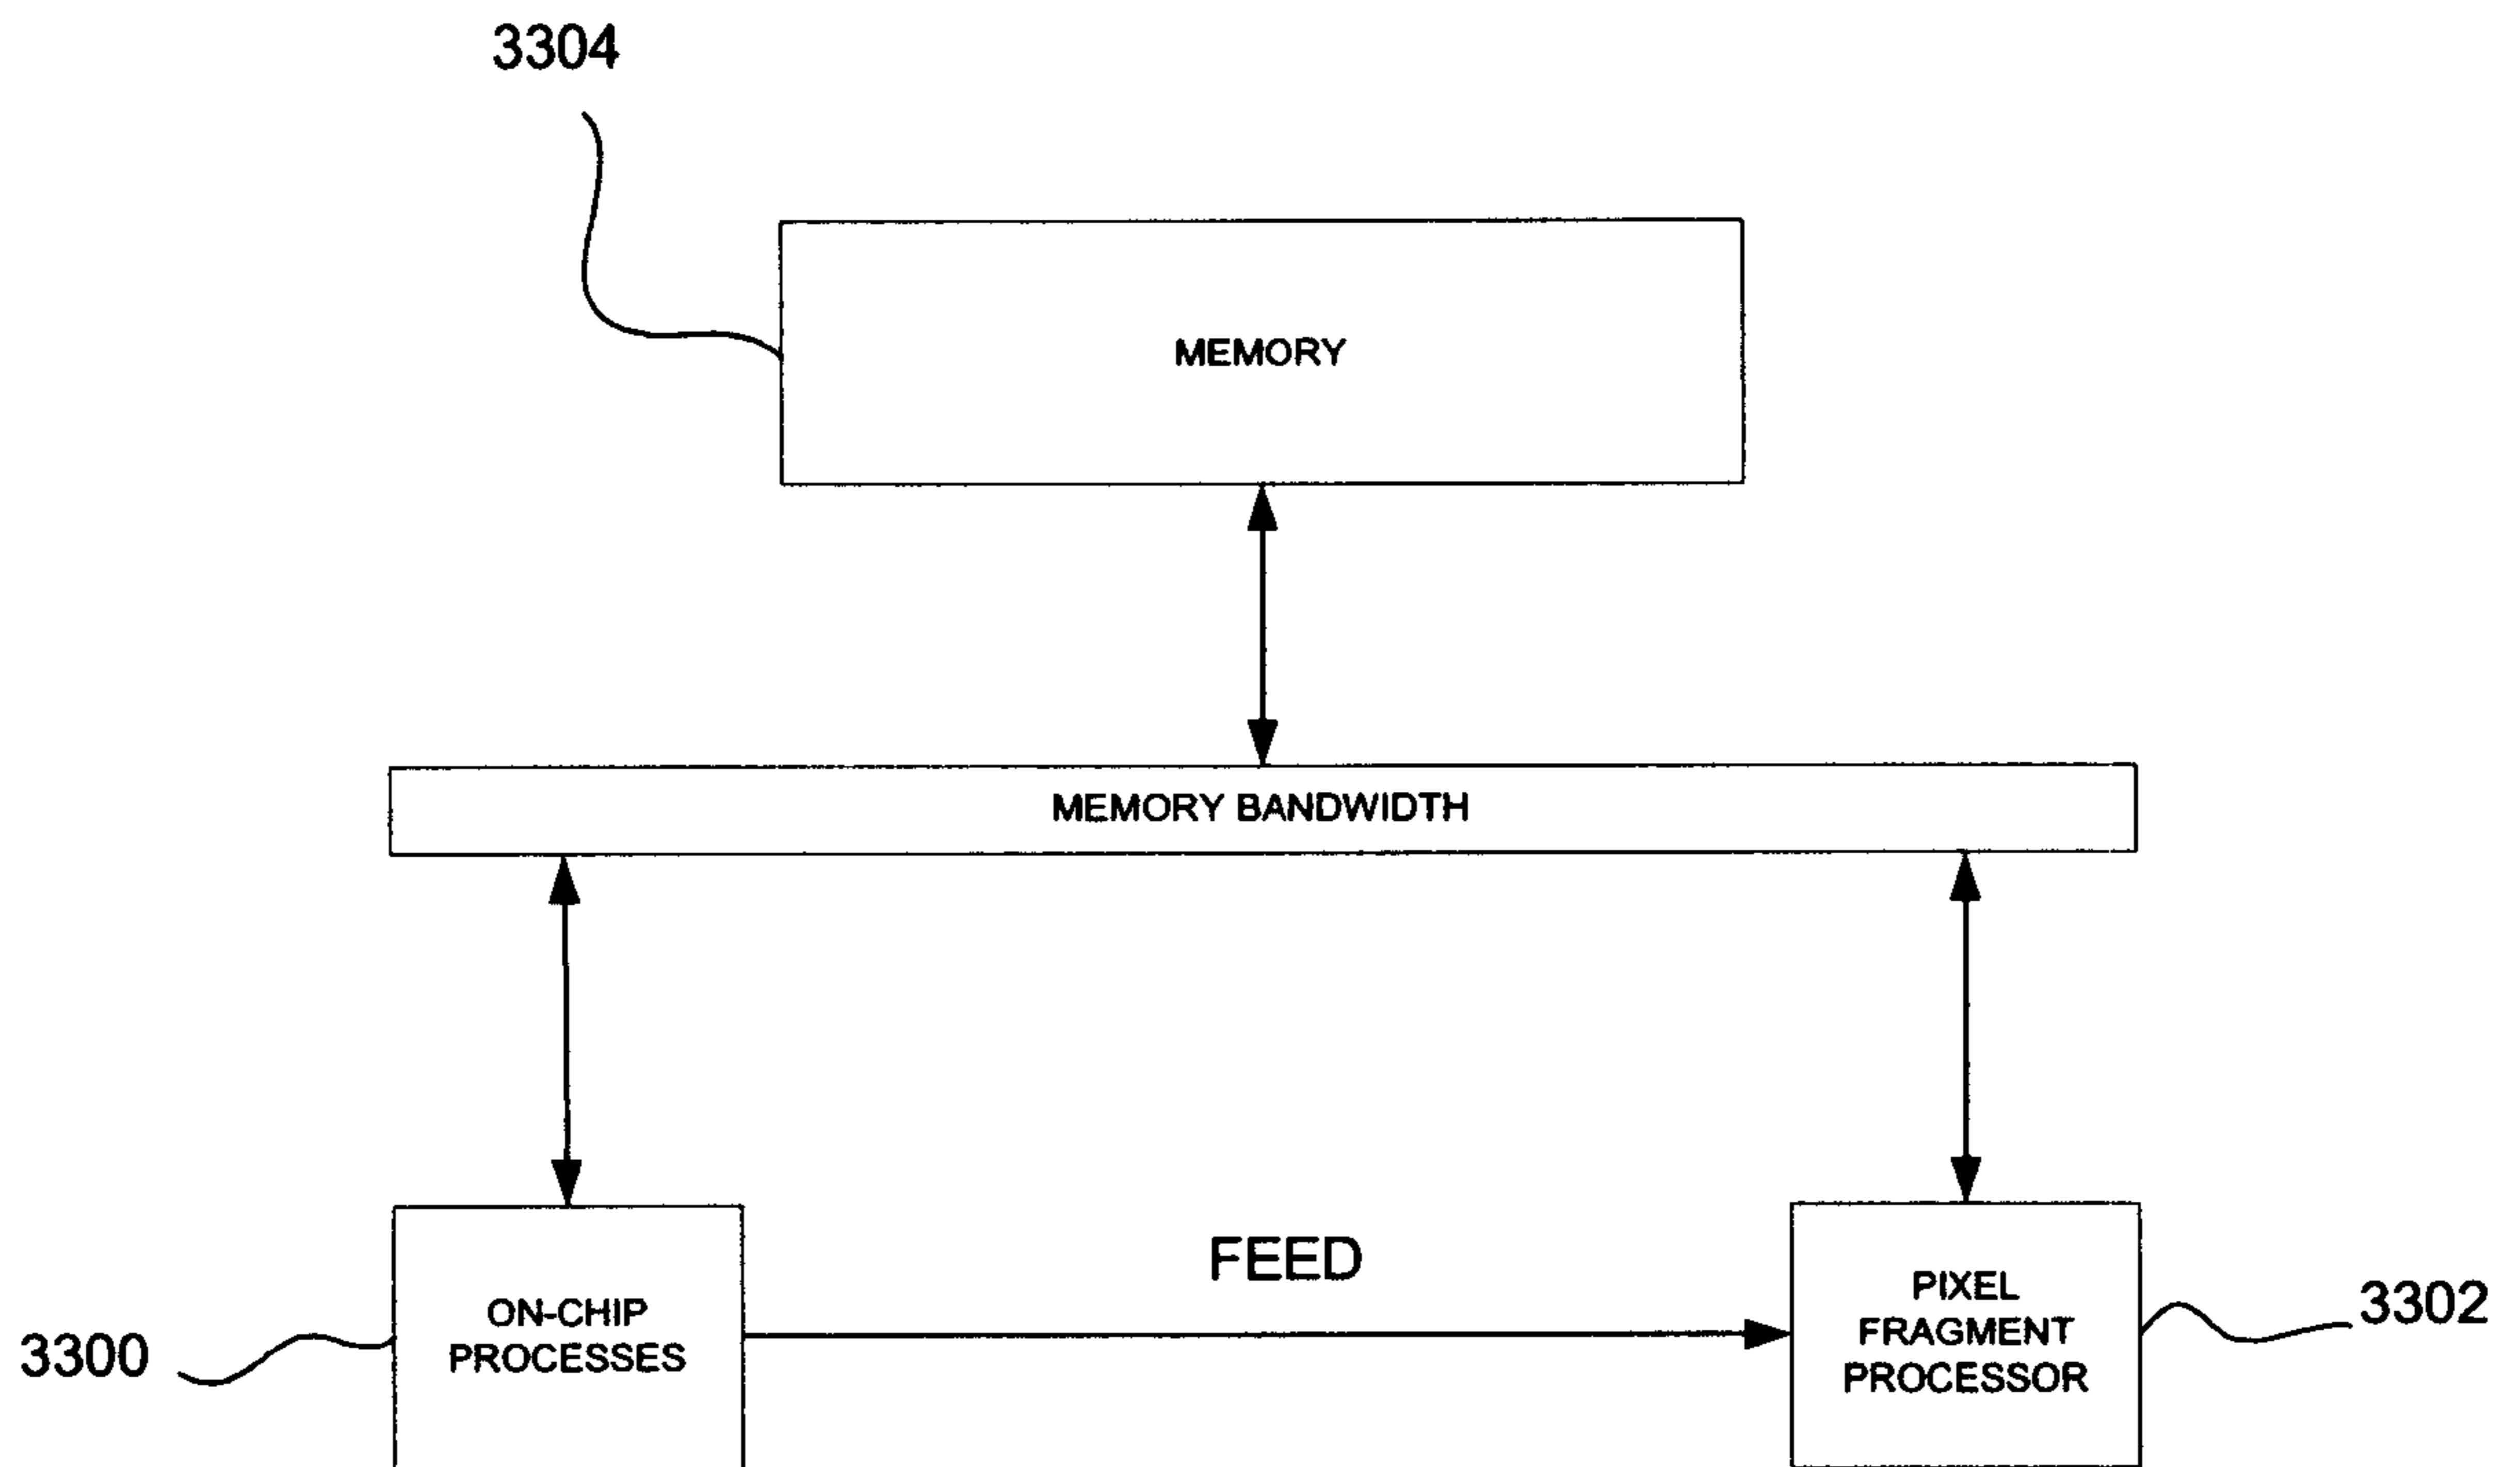 3304
MEMORY
MEMORY BANDWIDTH
FEED
ON-CHIP
PROCESSES
PIXEL
FRAGMENT
PROCESSOR
3300
3302